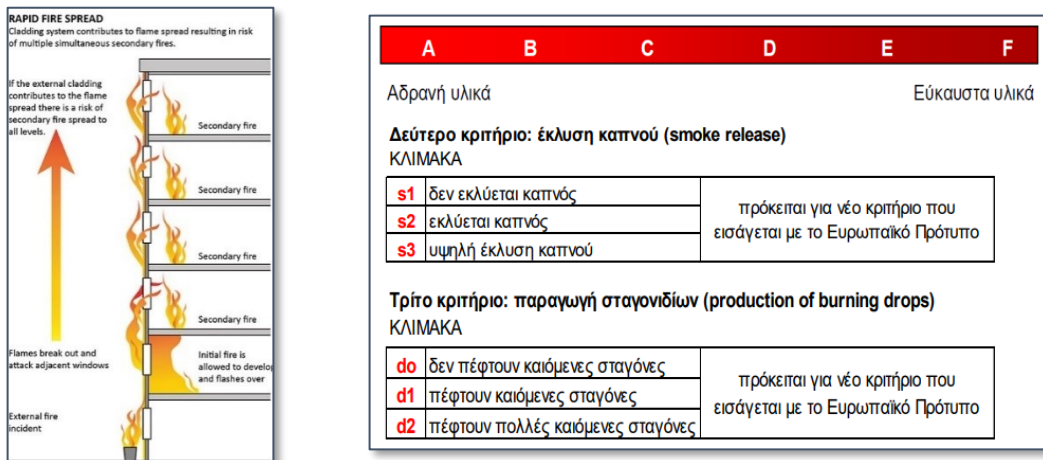 RAPID FIRE SPREAD
Cladding system contributes to flame spread resulting in risk
of multiple simultaneous secondary fires.
If the external cladding
contributes to the flame
spread there is a risk of
secondary fire spread to
all levels.
Secondary fire
Secondary fire
Secondary fire
Secondary fire
Flames break out and
attack adjacent windows
Initial fire is
allowed to develop
and flashes over
External fire
incident
A B C D E F
Αδρανή υλικά Εύκαυστα υλικά
Δεύτερο κριτήριο: έκλυση καπνού (smoke release)
ΚΛΙΜΑΚΑ
s1 δεν εκλύεται καπνός
s2 εκλύεται καπνός
s3 υψηλή έκλυση καπνού
πρόκειται για νέο κριτήριο που
εισάγεται με το Ευρωπαϊκό Πρότυπο
Τρίτο κριτήριο: παραγωγή σταγονιδίων (production of burning drops)
ΚΛΙΜΑΚΑ
do δεν πέφτουν καιόμενες σταγόνες
d1 πέφτουν καιόμενες σταγόνες
d2 πέφτουν πολλές καιόμενες σταγόνες
πρόκειται για νέο κριτήριο που
εισάγεται με το Ευρωπαϊκό Πρότυπο